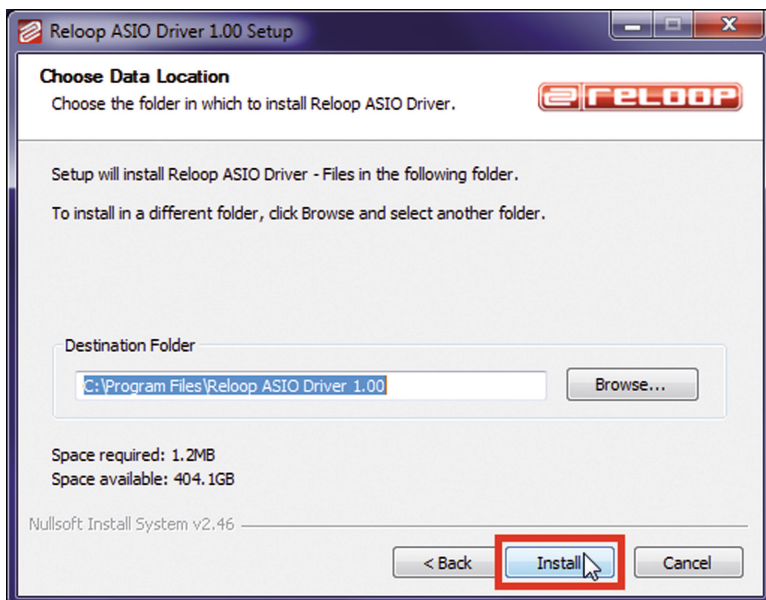 Reloop ASIO Driver 1.00 Setup
Choose Data Location
Choose the folder in which to install Reloop ASIO Driver.
reloop
Setup will install Reloop ASIO Driver - Files in the following folder.
To install in a different folder, click Browse and select another folder.
Destination Folder
C:\Program Files\Reloop ASIO Driver 1.00
Browse...
Space required: 1.2MB
Space available: 404.1GB
Nullsoft Install System v2.46
< Back
Install
Cancel